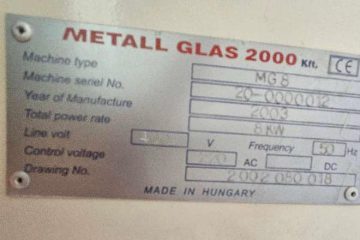 METALL GLAS 2000 Kft. CE
Machine type MG 8
Machine serial No. 20-0000012
Year of Manufacture 2003
Total power rate 8 KW
Line volt V Frequency 50 Hz
Control voltage 220 AC DC
Drawing No. 2002 080 018
MADE IN HUNGARY